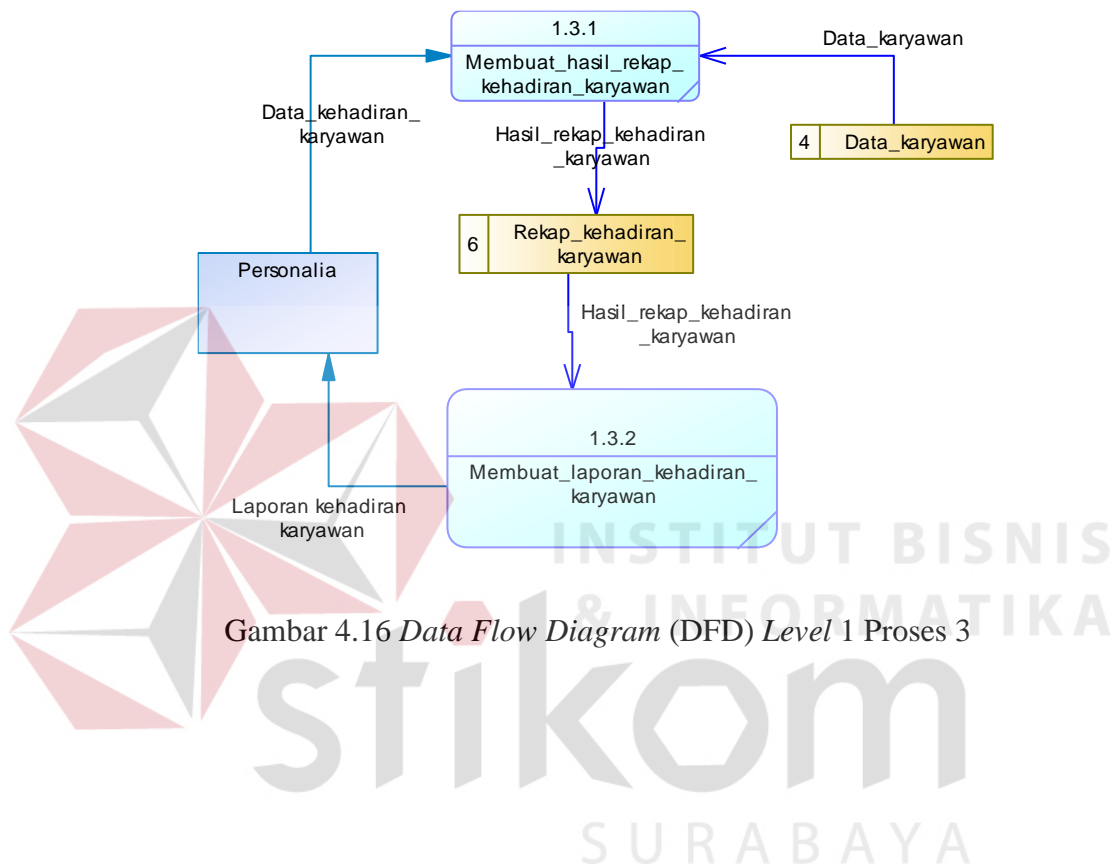 1.3.1
Membuat_hasil_rekap_
kehadiran_karyawan
Data_karyawan
Data_kehadiran_
karyawan
Hasil_rekap_kehadiran
_karyawan
4
Data_karyawan
6
Rekap_kehadiran_
karyawan
Personalia
Hasil_rekap_kehadiran
_karyawan
1.3.2
Membuat_laporan_kehadiran_
karyawan
Laporan kehadiran
karyawan
INSTITUT BISNIS
& INFORMATIKA
Gambar 4.16 Data Flow Diagram (DFD) Level 1 Proses 3
stikom
SURABAYA